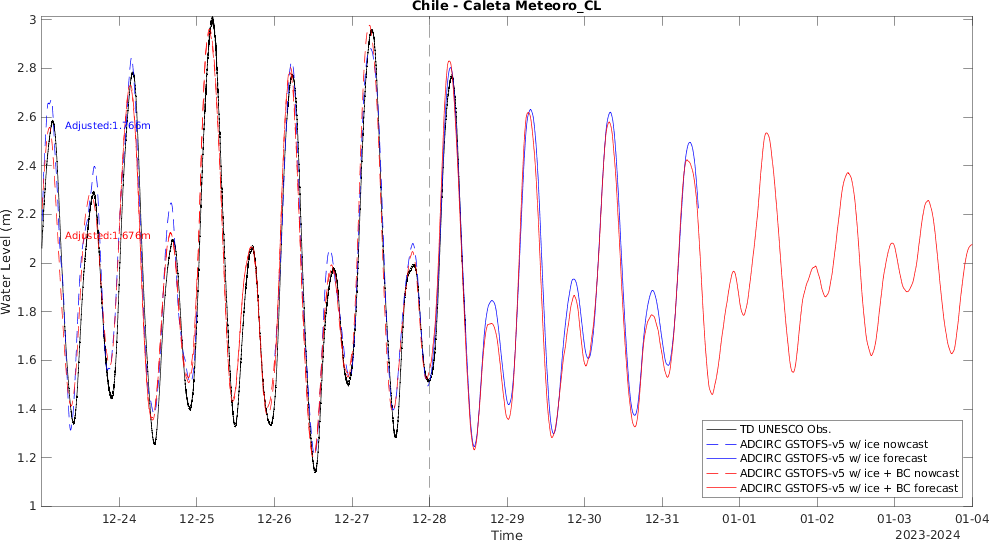 Chile - Caleta Meteoro_CL
3
2.8
2.6
2.4
2.2
2
1.8
1.6
1.4
1.2
1
Water Level (m)
Adjusted:1.766m
Adjusted:1.676m
TD UNESCO Obs.
ADCIRC GSTOFS-v5 w/ ice nowcast
ADCIRC GSTOFS-v5 w/ ice forecast
ADCIRC GSTOFS-v5 w/ ice + BC nowcast
ADCIRC GSTOFS-v5 w/ ice + BC forecast
12-24 12-25 12-26 12-27 12-28 12-29 12-30 12-31 01-01 01-02 01-03 01-04
Time
2023-2024